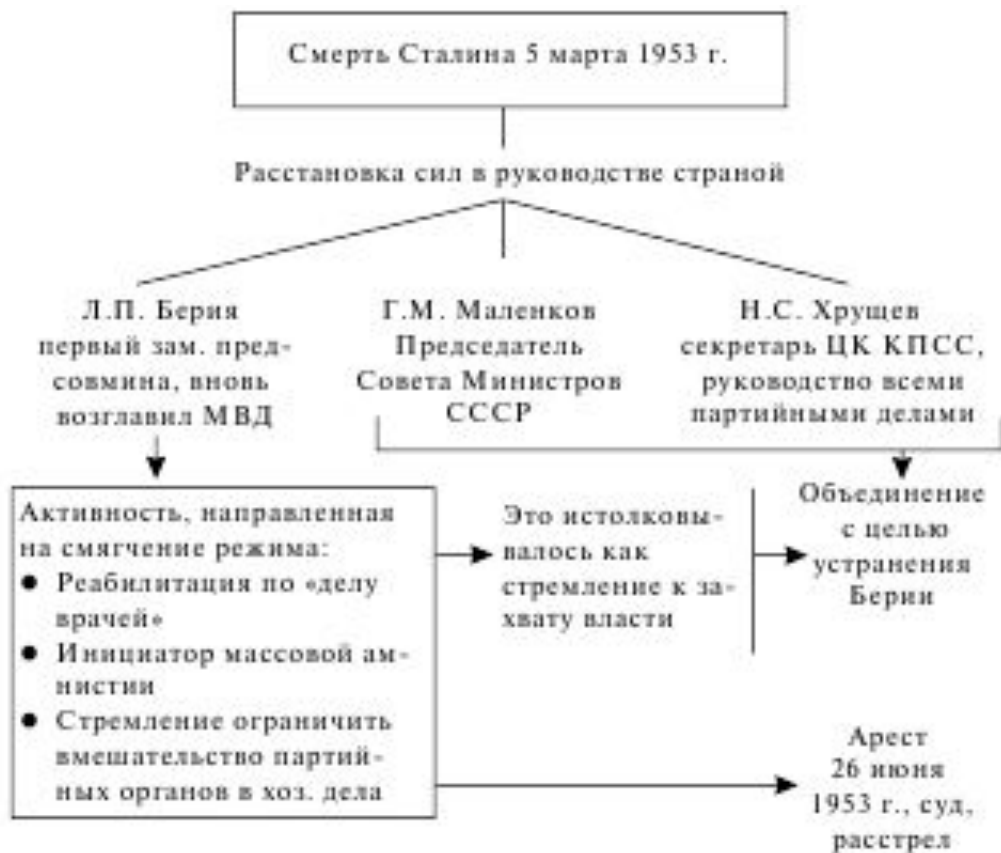 Смерть Сталина 5 марта 1953 г.
Расстановка сил в руководстве страной
Л.П. Берия
первый зам. пред-
совмина, вновь
возглавил МВД
Г.М. Маленков
Председатель
Совета Министров
СССР
Н.С. Хрущев
секретарь ЦК КПСС,
руководство всеми
партийными делами
Активность, направленная
на смягчение режима:
● Реабилитация по «делу
врачей»
● Инициатор массовой ам-
нистии
● Стремление ограничить
вмешательство партий-
ных органов в хоз. дела
Это истолковы-
валось как
стремление к за-
хвату власти
Объединение
с целью
устранения
Берии
Арест
26 июня
1953 г., суд,
расстрел